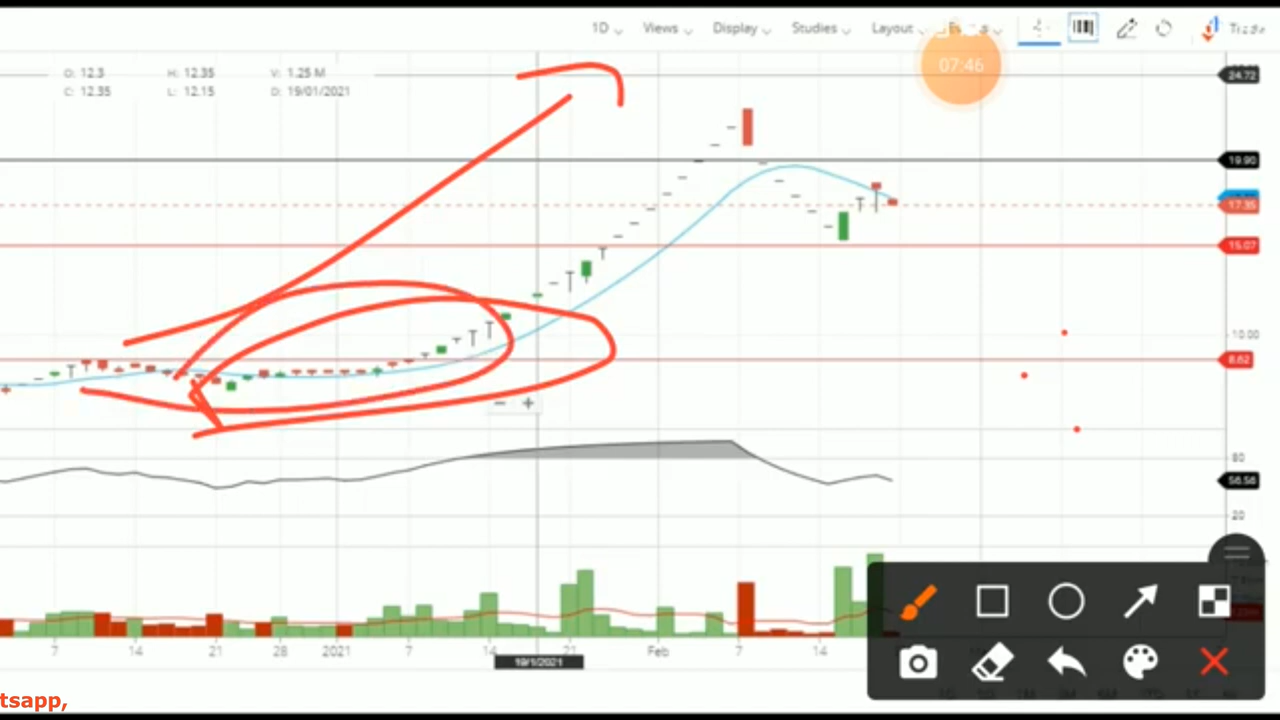 1D Views Display Studies Layout
07:46
O: 12.3 H: 12.35 V: 1.25 M
C: 12.35 L: 12.15 D: 19/01/2021
24.72
19.90
17.35
15.07
10.00
8.62
80
56.56
20
7 14 21 28 2021 7 14 21 Feb 7 14
19/1/2021
tsapp,